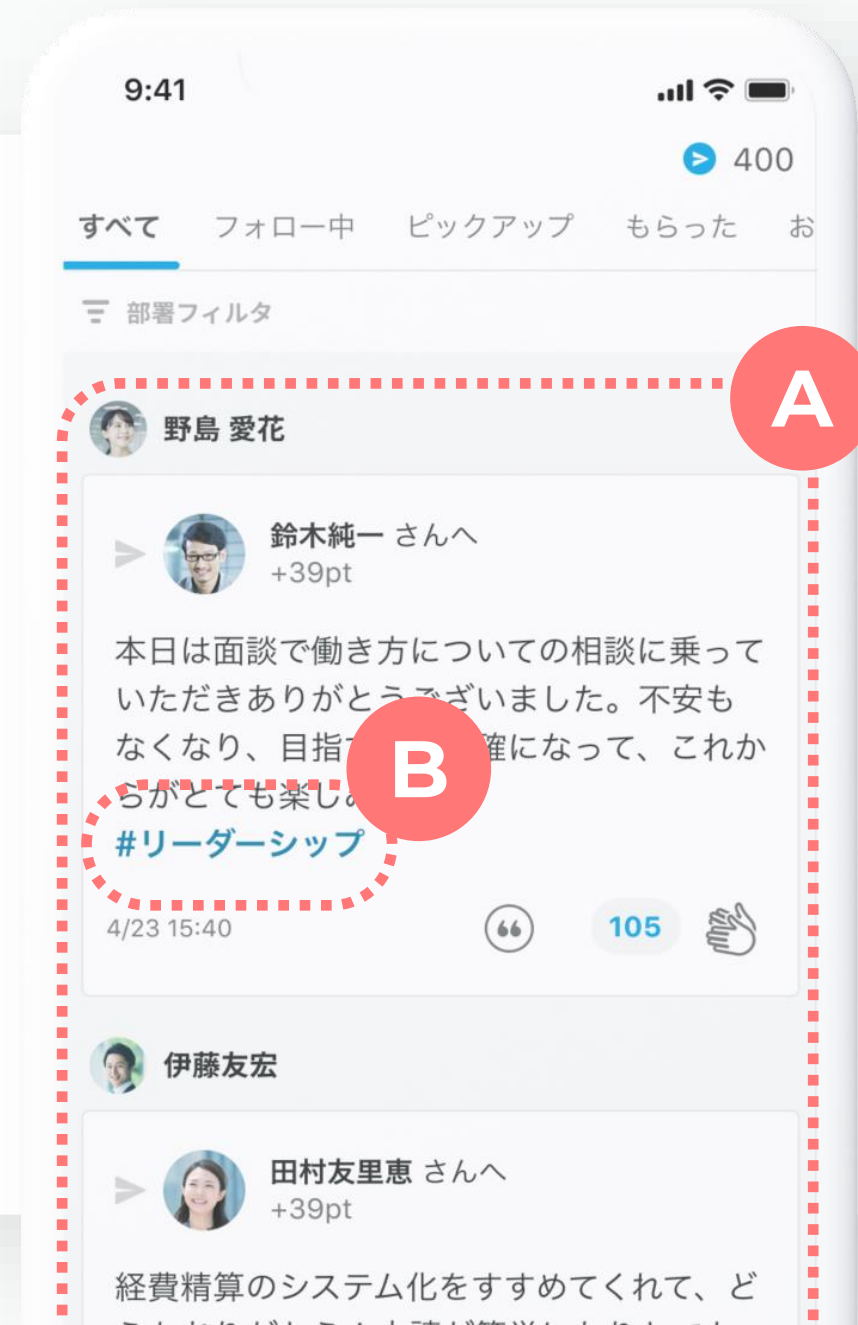 9:41
400
すべて フォロー中 ピックアップ もらった お
部署フィルタ
A
野島 愛花
鈴木純一 さんへ
+39pt
本日は面談で働き方についての相談に乗って
いただきありがとうございました。不安も
なくなり、目指 確になって、これか
らがとても楽し
B
#リーダーシップ
4/23 15:40
105
伊藤友宏
田村友里恵 さんへ
+39pt
経費精算のシステム化をすすめてくれて、ど